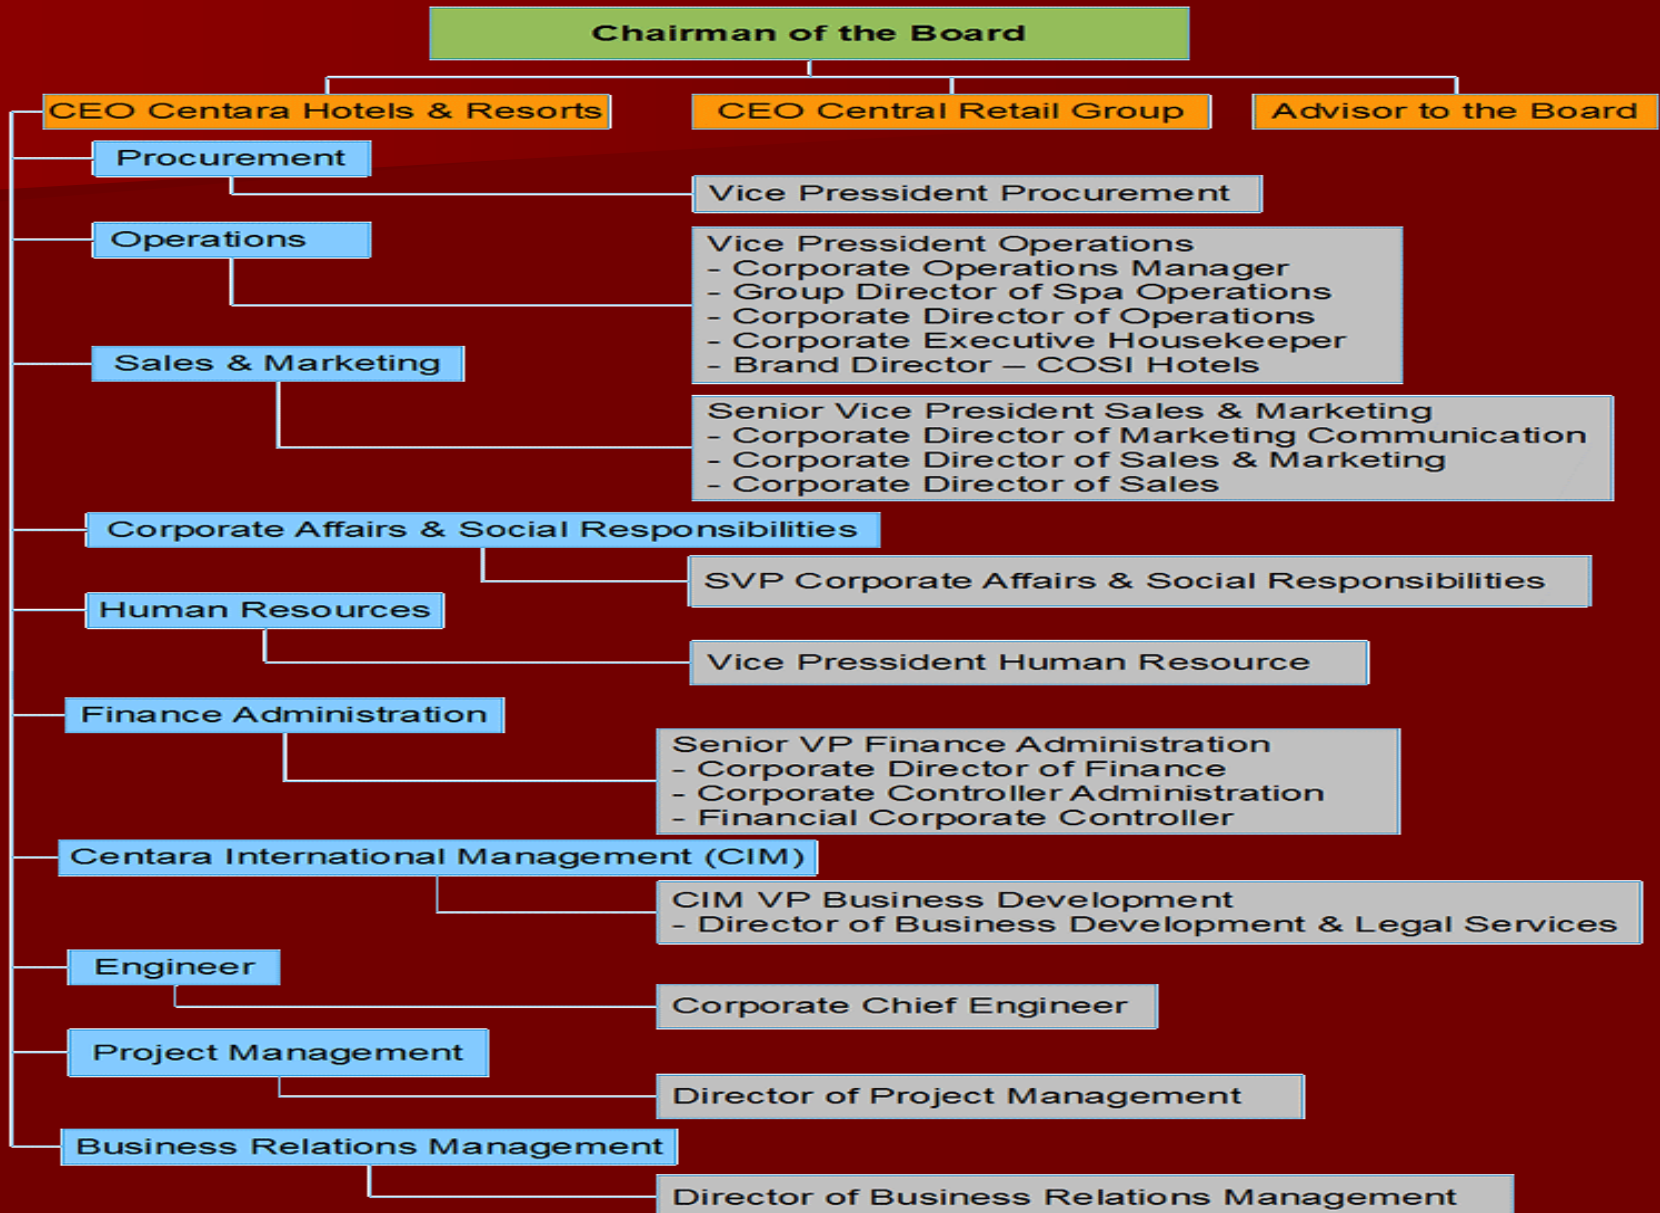 Chairman of the Board
CEO Centara Hotels & Resorts
CEO Central Retail Group
Advisor to the Board
Procurement
Vice Pressident Procurement
Operations
Vice Pressident Operations
- Corporate Operations Manager
- Group Director of Spa Operations
- Corporate Director of Operations
- Corporate Executive Housekeeper
- Brand Director – COSI Hotels
Sales & Marketing
Senior Vice President Sales & Marketing
- Corporate Director of Marketing Communication
- Corporate Director of Sales & Marketing
- Corporate Director of Sales
Corporate Affairs & Social Responsibilities
SVP Corporate Affairs & Social Responsibilities
Human Resources
Vice Pressident Human Resource
Finance Administration
Senior VP Finance Administration
- Corporate Director of Finance
- Corporate Controller Administration
- Financial Corporate Controller
Centara International Management (CIM)
CIM VP Business Development
- Director of Business Development & Legal Services
Engineer
Corporate Chief Engineer
Project Management
Director of Project Management
Business Relations Management
Director of Business Relations Management